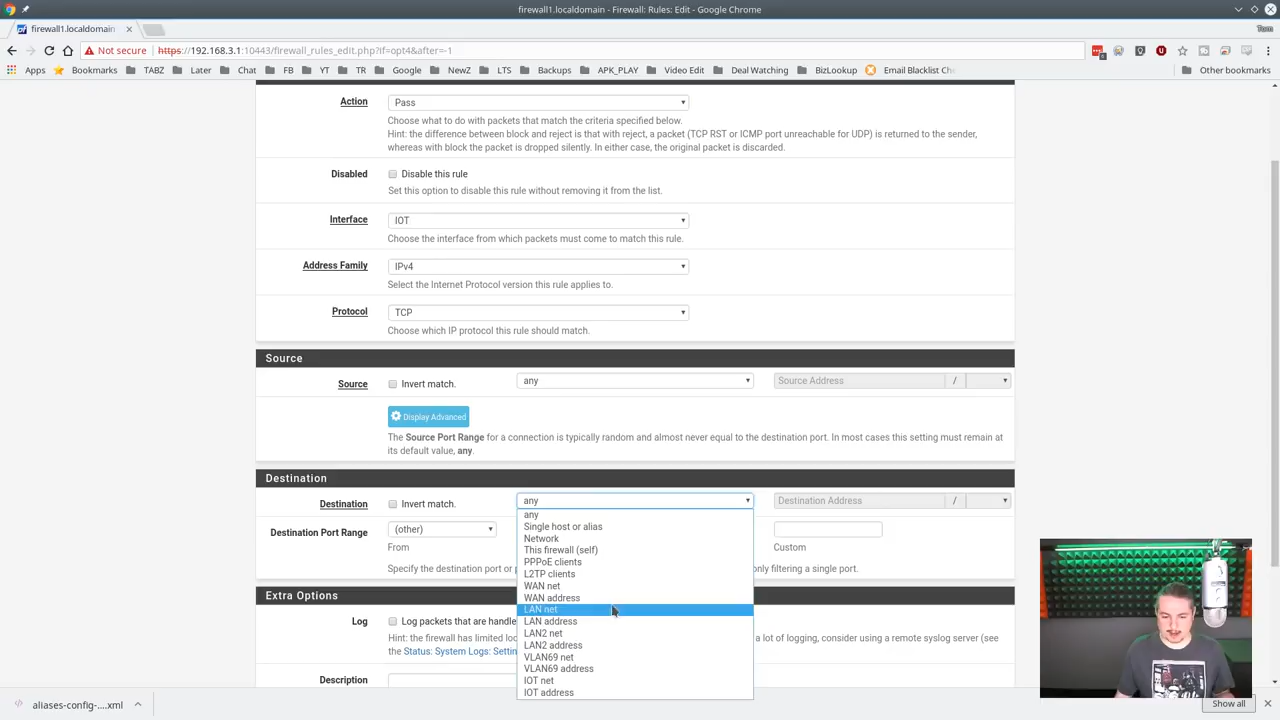 firewall1.localdomain - Firewall: Rules: Edit - Google Chrome
firewall1.localdomain
Tom
Not secure https://192.168.3.1:10443/firewall_rules_edit.php?if=opt4&after=-1
Apps Bookmarks TABZ Later Chat FB YT TR Google NewZ LTS Backups APK_PLAY Video Edit Deal Watching BizLookup Email Blacklist Che Other bookmarks
Action Pass
Choose what to do with packets that match the criteria specified below.
Hint: the difference between block and reject is that with reject, a packet (TCP RST or ICMP port unreachable for UDP) is returned to the sender,
whereas with block the packet is dropped silently. In either case, the original packet is discarded.
Disabled Disable this rule
Set this option to disable this rule without removing it from the list.
Interface IOT
Choose the interface from which packets must come to match this rule.
Address Family IPv4
Select the Internet Protocol version this rule applies to.
Protocol TCP
Choose which IP protocol this rule should match.
Source
Source Invert match. any Source Address /
Display Advanced
The Source Port Range for a connection is typically random and almost never equal to the destination port. In most cases this setting must remain at
its default value, any.
Destination
Destination Invert match. any Destination Address /
any
Single host or alias
Network
This firewall (self)
PPPoE clients
L2TP clients
WAN net
WAN address
LAN net
LAN address
LAN2 net
LAN2 address
VLAN69 net
VLAN69 address
IOT net
IOT address
Destination Port Range (other)
From Custom
Specify the destination port or p only filtering a single port.
Extra Options
Log Log packets that are handle
Hint: the firewall has limited loc a lot of logging, consider using a remote syslog server (see
the Status: System Logs: Settin
Description
aliases-config-....xml Show all